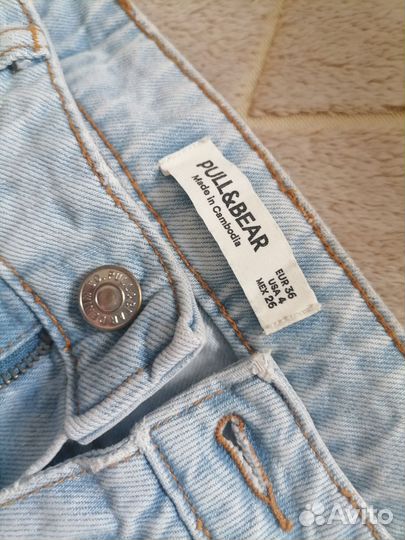 PULL&BEAR
Made in Cambodia
EUR 36
USA 4
MEX 26
Avito